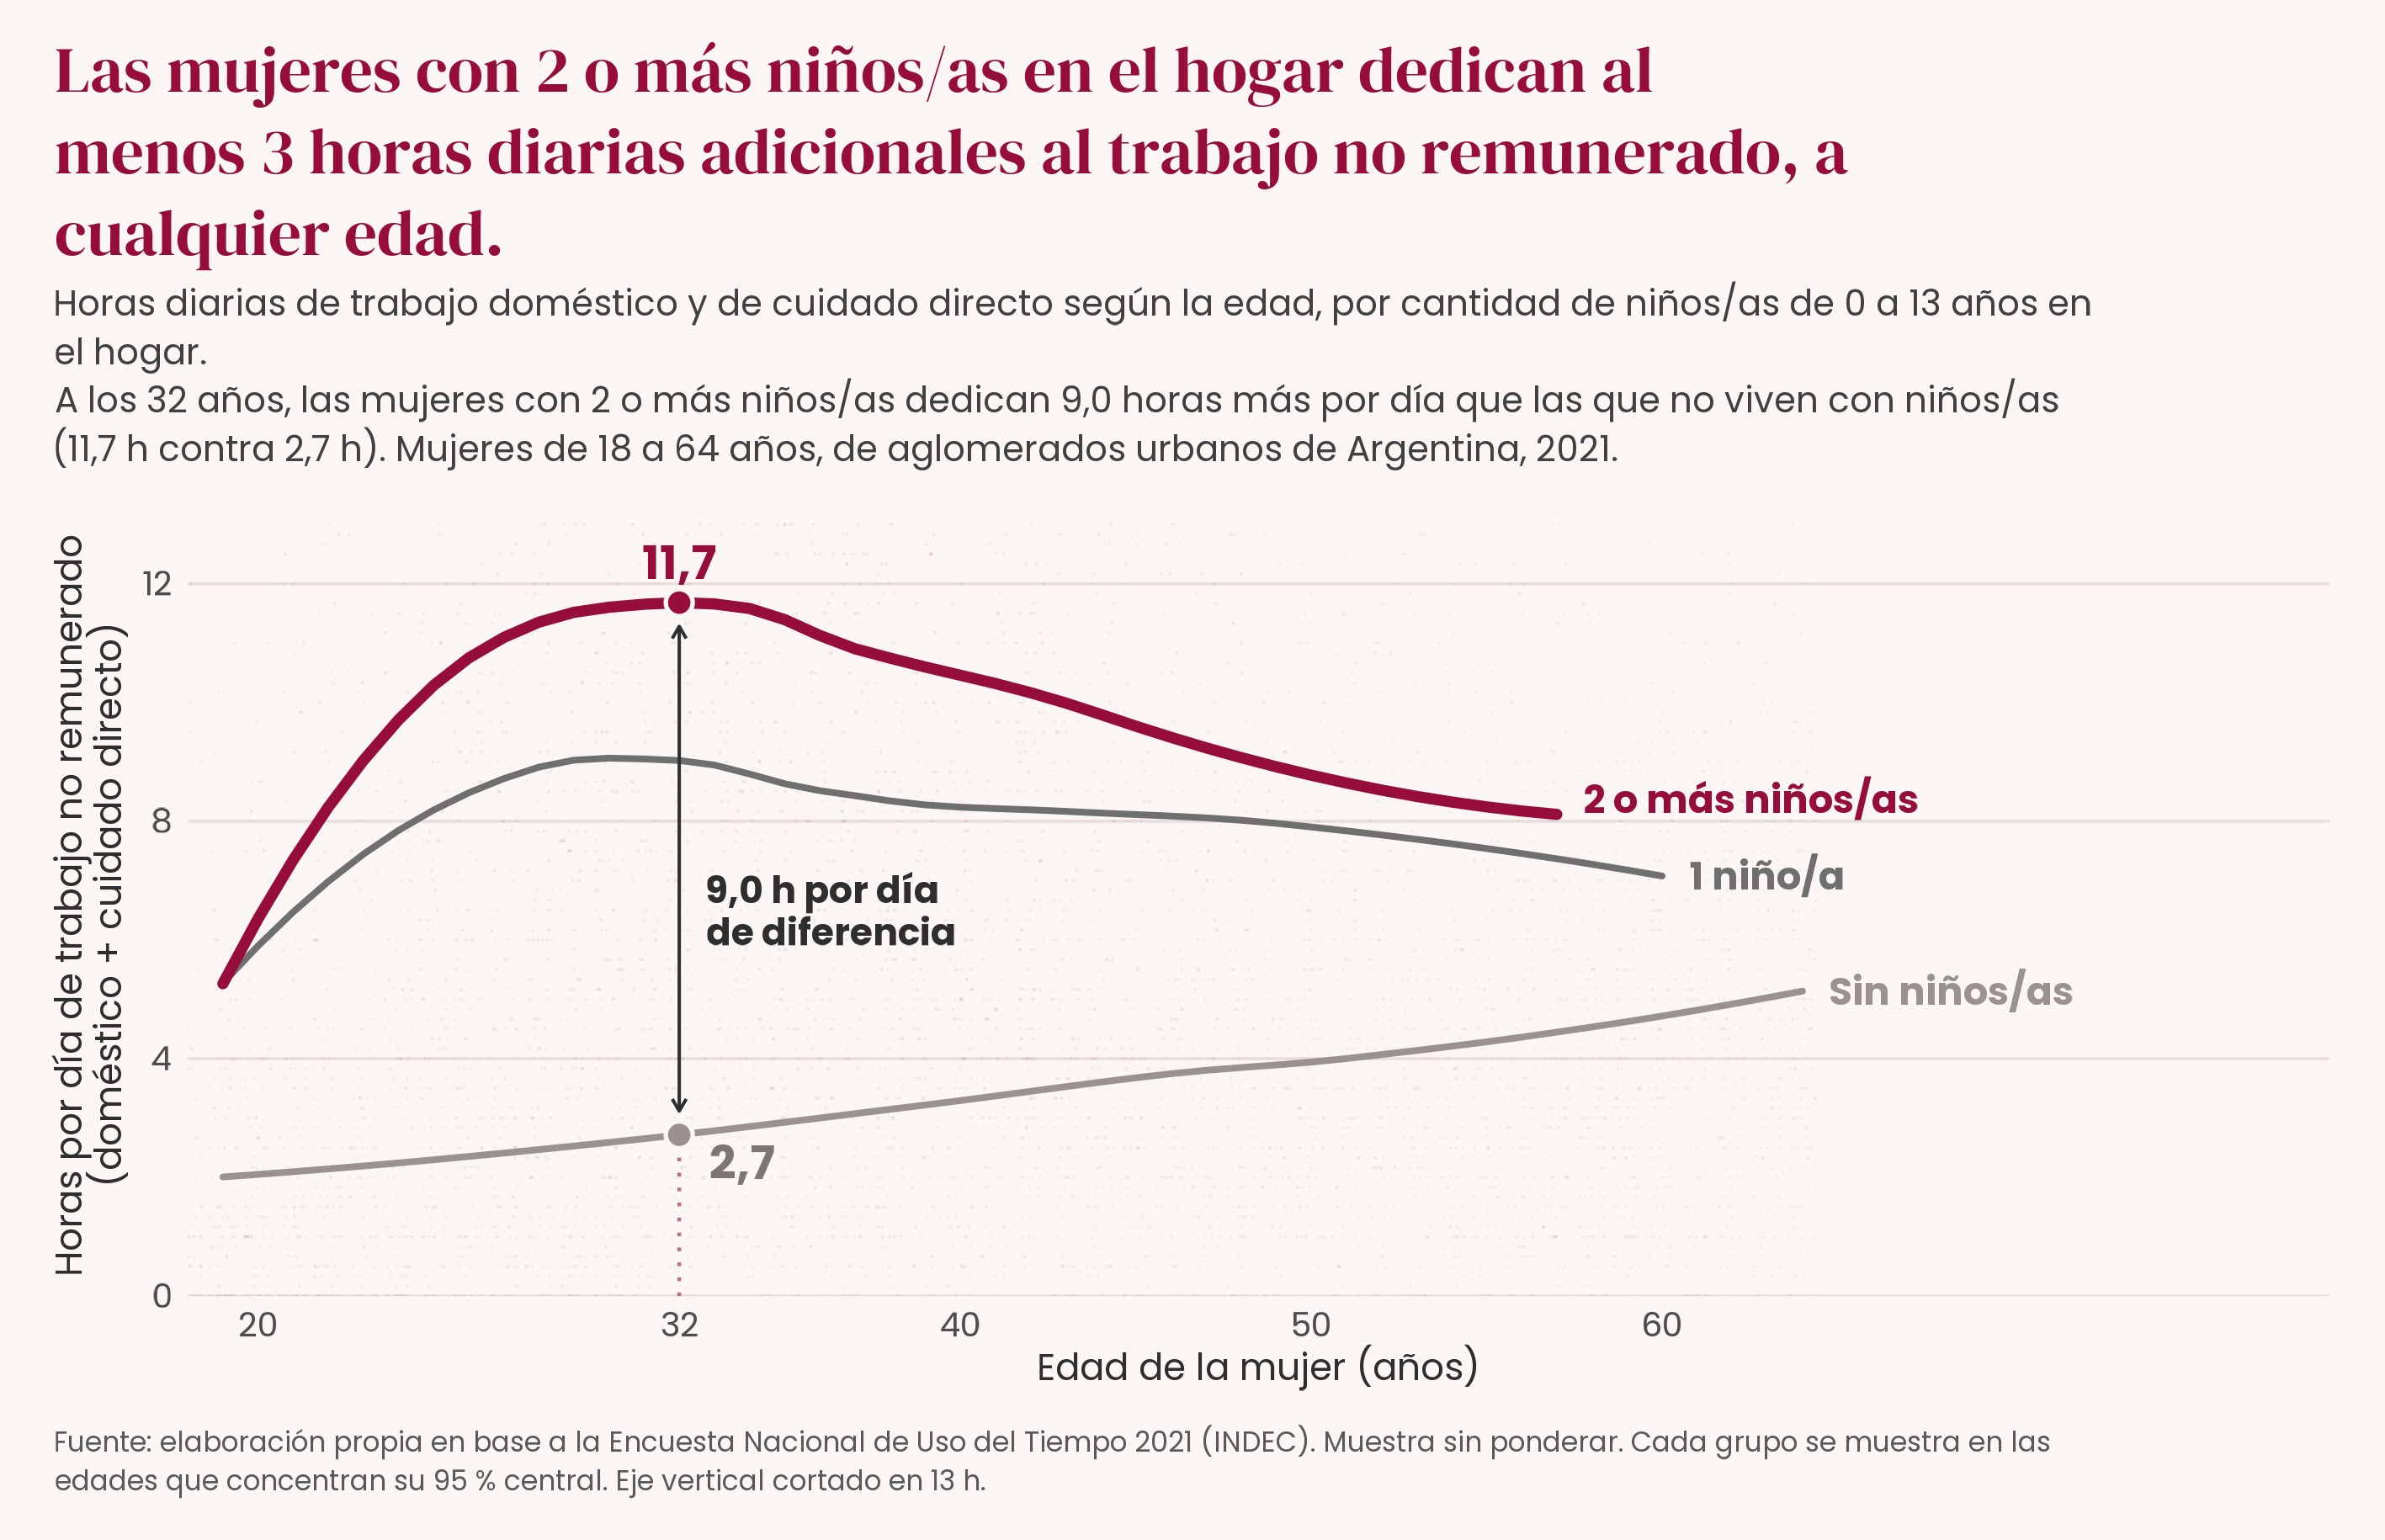 Las mujeres con 2 o más niños/as en el hogar dedican al
menos 3 horas diarias adicionales al trabajo no remunerado, a
cualquier edad.
Horas diarias de trabajo doméstico y de cuidado directo según la edad, por cantidad de niños/as de 0 a 13 años en
el hogar.
A los 32 años, las mujeres con 2 o más niños/as dedican 9,0 horas más por día que las que no viven con niños/as
(11,7 h contra 2,7 h). Mujeres de 18 a 64 años, de aglomerados urbanos de Argentina, 2021.
Horas por día de trabajo no remunerado
(doméstico + cuidado directo)
12
8
4
0
11,7
9,0 h por día
de diferencia
2,7
2 o más niños/as
1 niño/a
Sin niños/as
20
32
40
50
60
Edad de la mujer (años)
Fuente: elaboración propia en base a la Encuesta Nacional de Uso del Tiempo 2021 (INDEC). Muestra sin ponderar. Cada grupo se muestra en las
edades que concentran su 95 % central. Eje vertical cortado en 13 h.